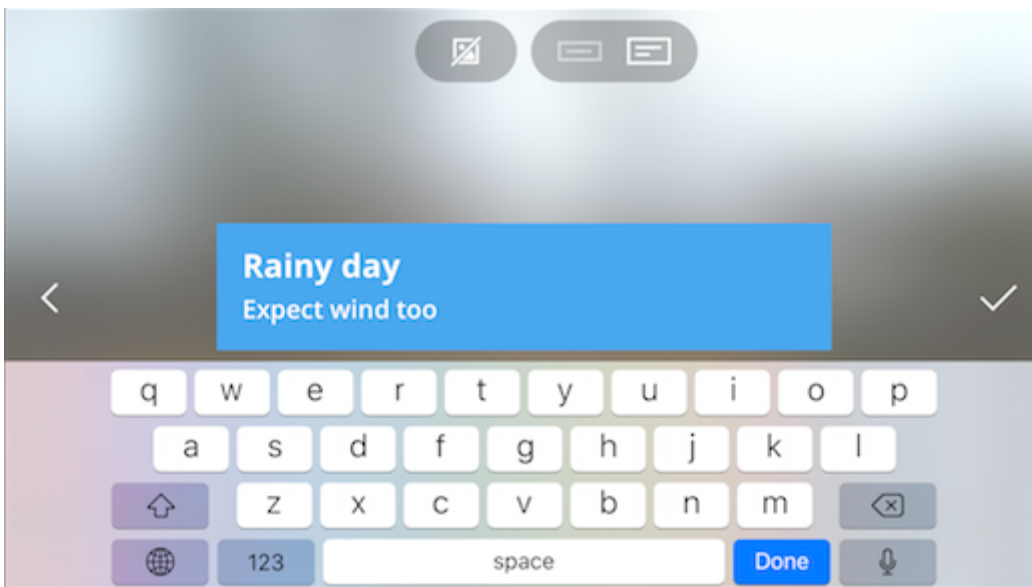 Rainy day
Expect wind too
q w e r t y u i o p
a s d f g h j k l
z x c v b n m
123 space Done